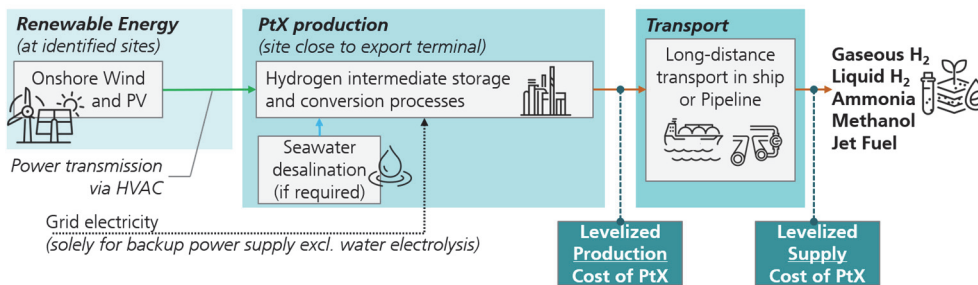 Renewable Energy
(at identified sites)
Onshore Wind
and PV
Power transmission
via HVAC
PtX production
(site close to export terminal)
Hydrogen intermediate storage
and conversion processes
Seawater
desalination
(if required)
Grid electricity
(solely for backup power supply excl. water electrolysis)
Transport
Long-distance
transport in ship
or Pipeline
Gaseous H₂
Liquid H₂
Ammonia
Methanol
Jet Fuel
Levelized
Production
Cost of PtX
Levelized
Supply
Cost of PtX